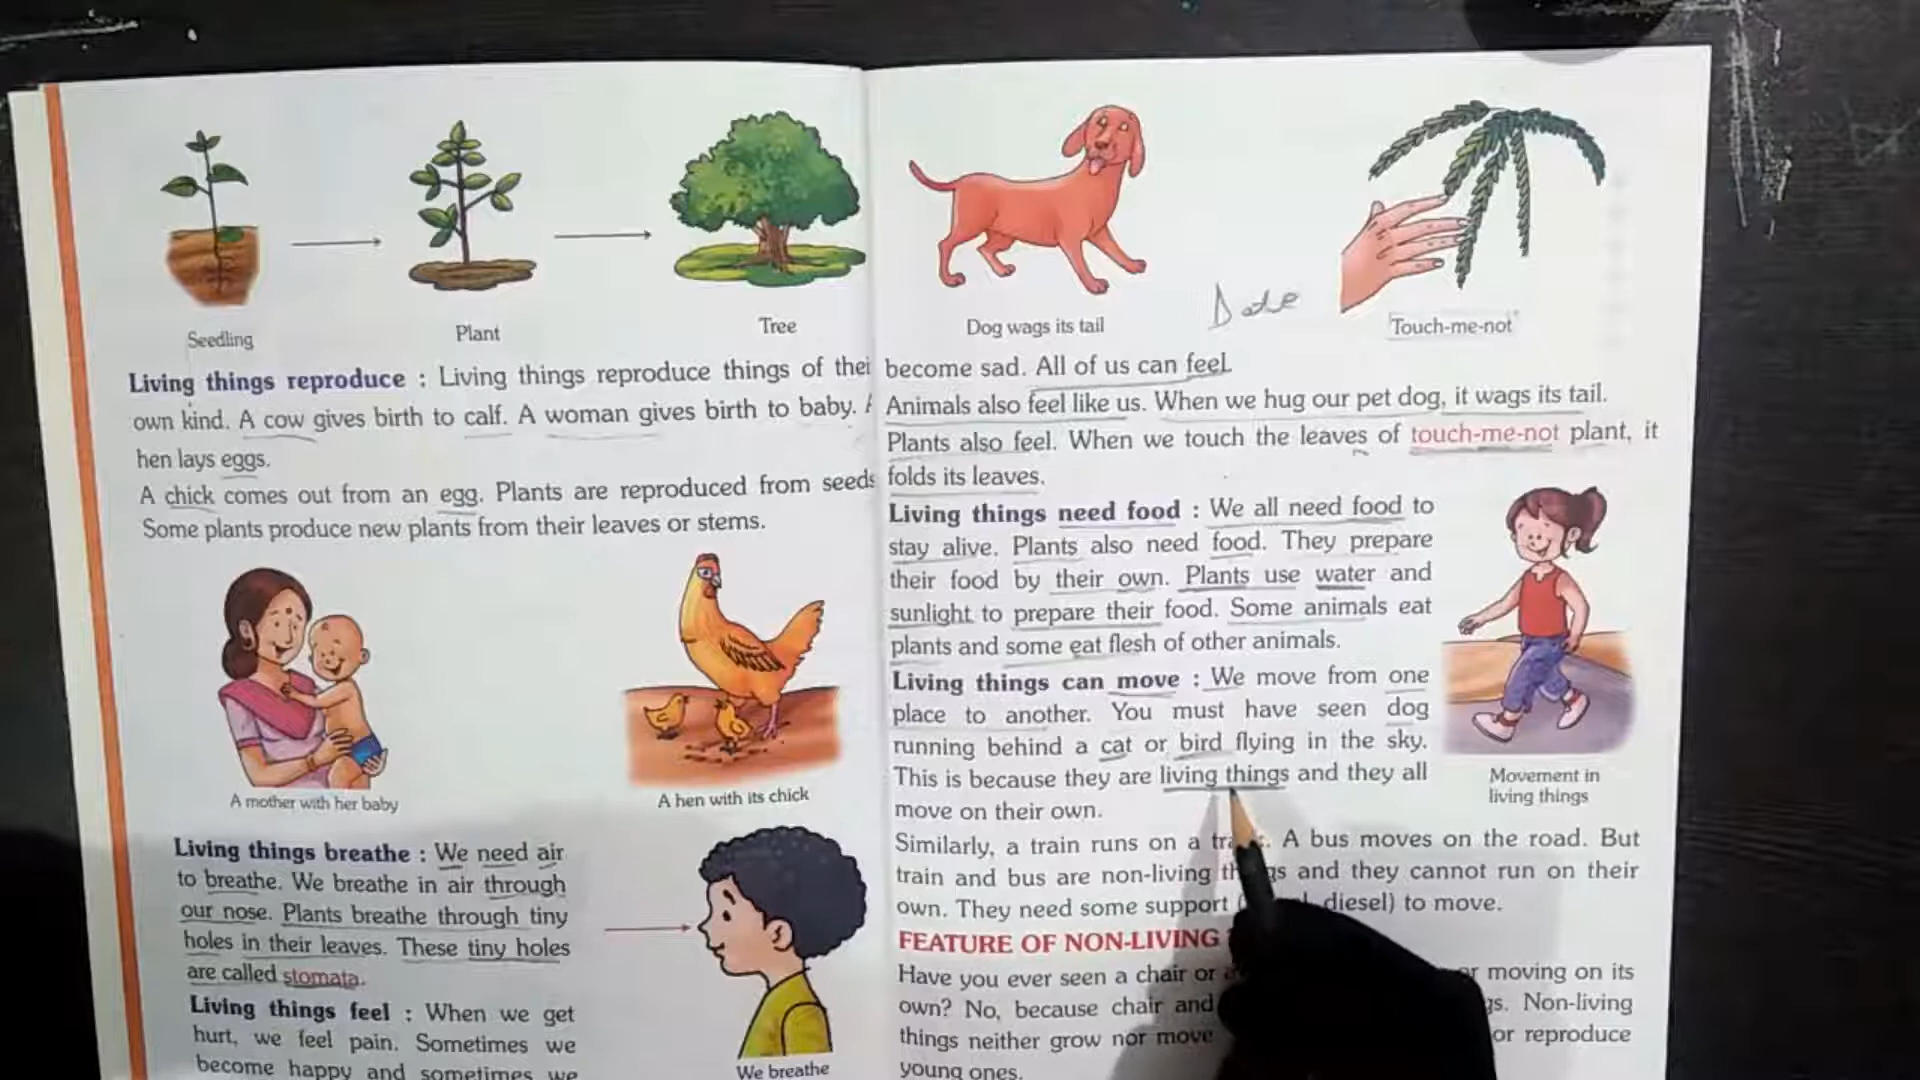 Seedling
Plant
Tree
Living things reproduce : Living things reproduce things of thei
own kind. A cow gives birth to calf. A woman gives birth to baby. A
hen lays eggs.
A chick comes out from an egg. Plants are reproduced from seeds
Some plants produce new plants from their leaves or stems.
A mother with her baby
A hen with its chick
Living things breathe : We need air
to breathe. We breathe in air through
our nose. Plants breathe through tiny
holes in their leaves. These tiny holes
are called stomata.
Living things feel : When we get
hurt, we feel pain. Sometimes we
become happy and sometimes we
We breathe
Dog wags its tail
Date
Touch-me-not
become sad. All of us can feel.
Animals also feel like us. When we hug our pet dog, it wags its tail.
Plants also feel. When we touch the leaves of touch-me-not plant, it
folds its leaves.
Living things need food : We all need food to
stay alive. Plants also need food. They prepare
their food by their own. Plants use water and
sunlight to prepare their food. Some animals eat
plants and some eat flesh of other animals.
Living things can move : We move from one
place to another. You must have seen dog
running behind a cat or bird flying in the sky.
This is because they are living things and they all
move on their own.
Movement in
living things
Similarly, a train runs on a A bus moves on the road. But
train and bus are non-living and they cannot run on their
own. They need some support diesel) to move.
FEATURE OF NON-LIVING
Have you ever seen a chair or moving on its
own? No, because chair and Non-living
things neither grow nor move or reproduce
young ones.